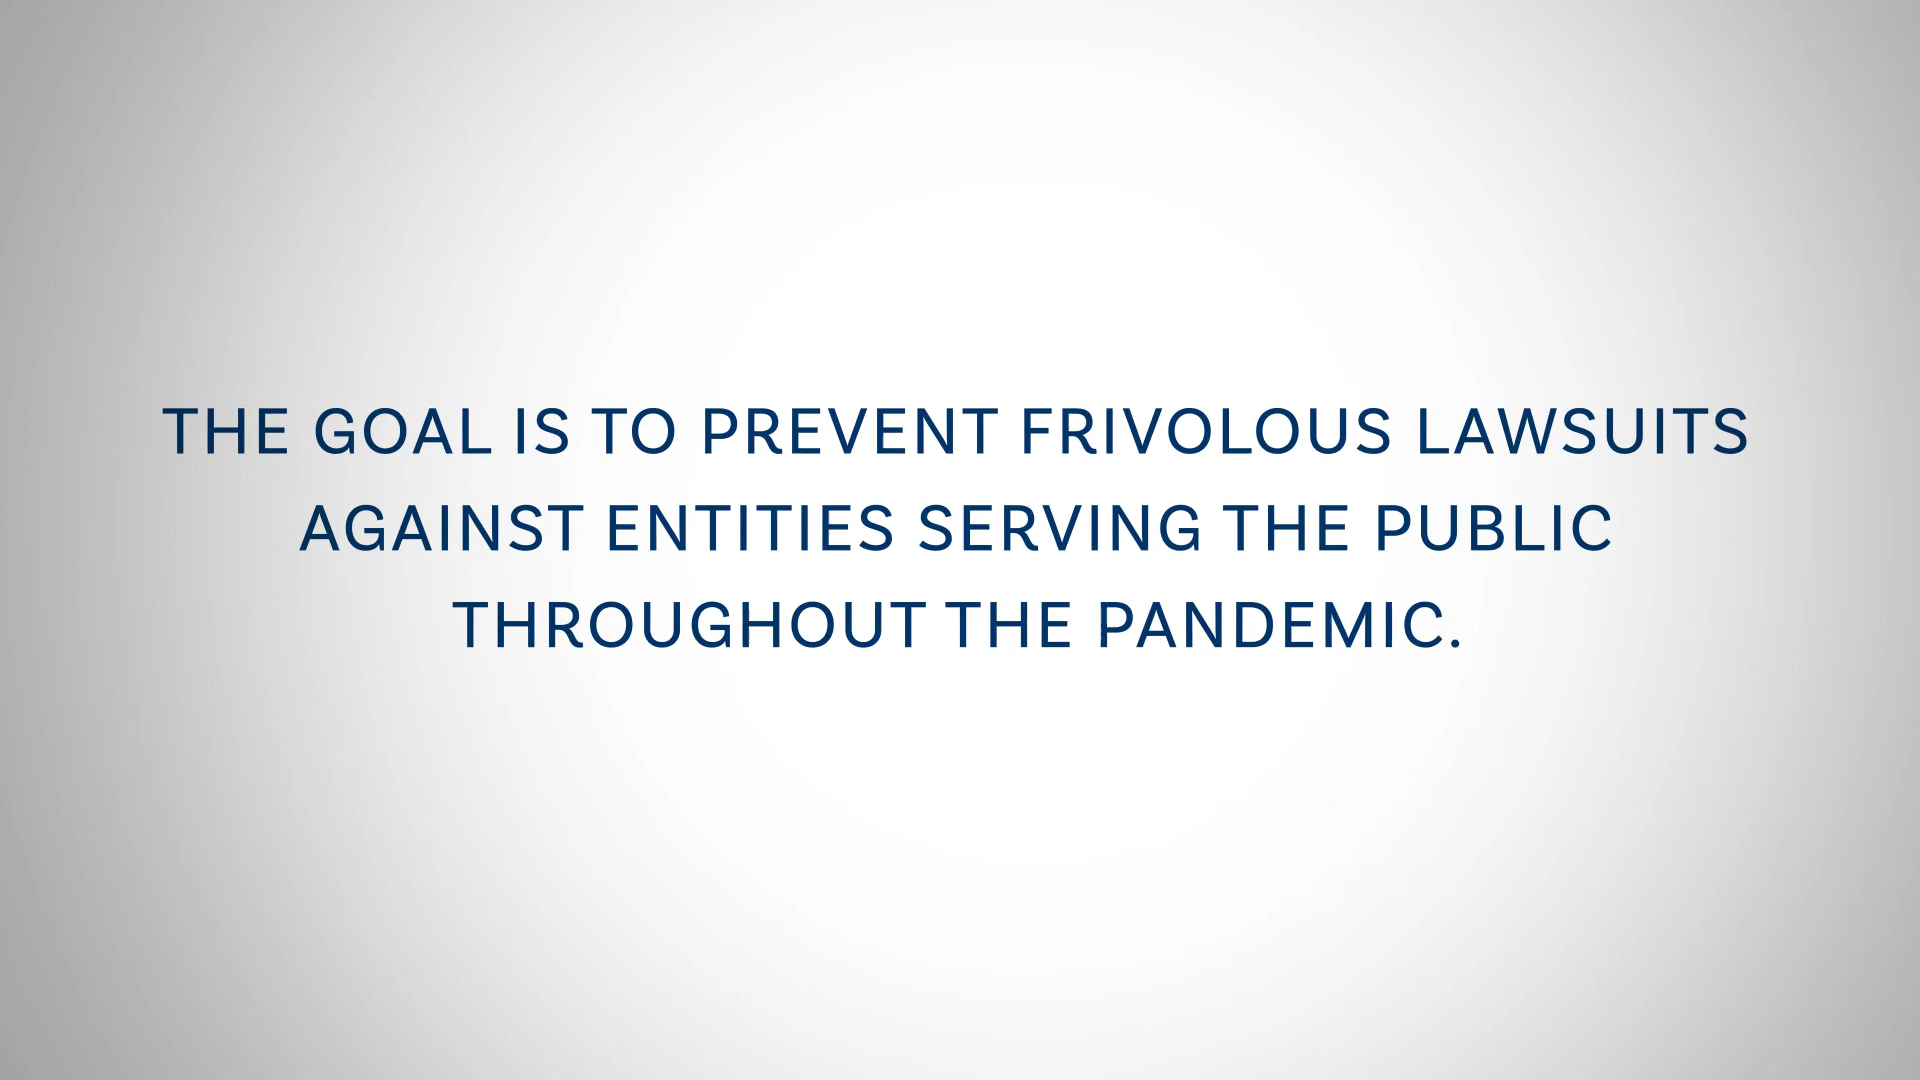 THE GOAL IS TO PREVENT FRIVOLOUS LAWSUITS
AGAINST ENTITIES SERVING THE PUBLIC
THROUGHOUT THE PANDEMIC.